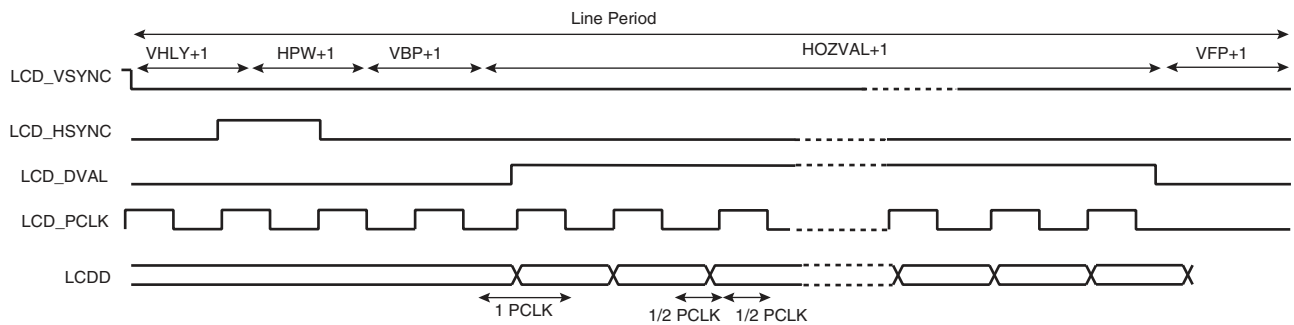 Line Period
VHLY+1 HPW+1 VBP+1 HOZVAL+1 VFP+1
LCD_VSYNC
LCD_HSYNC
LCD_DVAL
LCD_PCLK
LCDD
1 PCLK 1/2 PCLK 1/2 PCLK